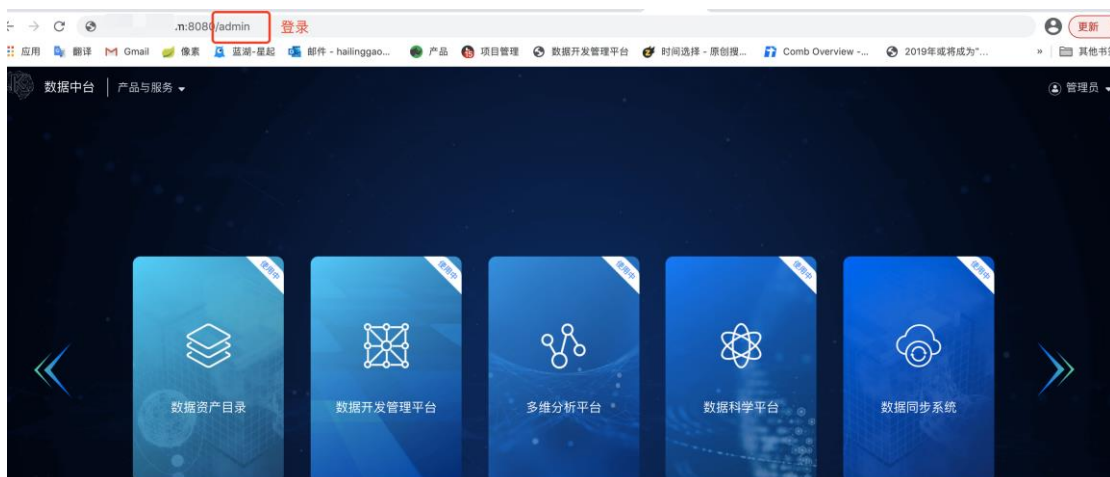 .n:8080/admin 登录 更新
应用 翻译 Gmail 像素 蓝湖-星起 邮件 - hailinggao... 产品 项目管理 数据开发管理平台 时间选择 - 原创搜... Comb Overview -... 2019年或将成为"... » 其他书签
数据中台 产品与服务 管理员
使用中 使用中 使用中 使用中 使用中
数据资产目录 数据开发管理平台 多维分析平台 数据科学平台 数据同步系统